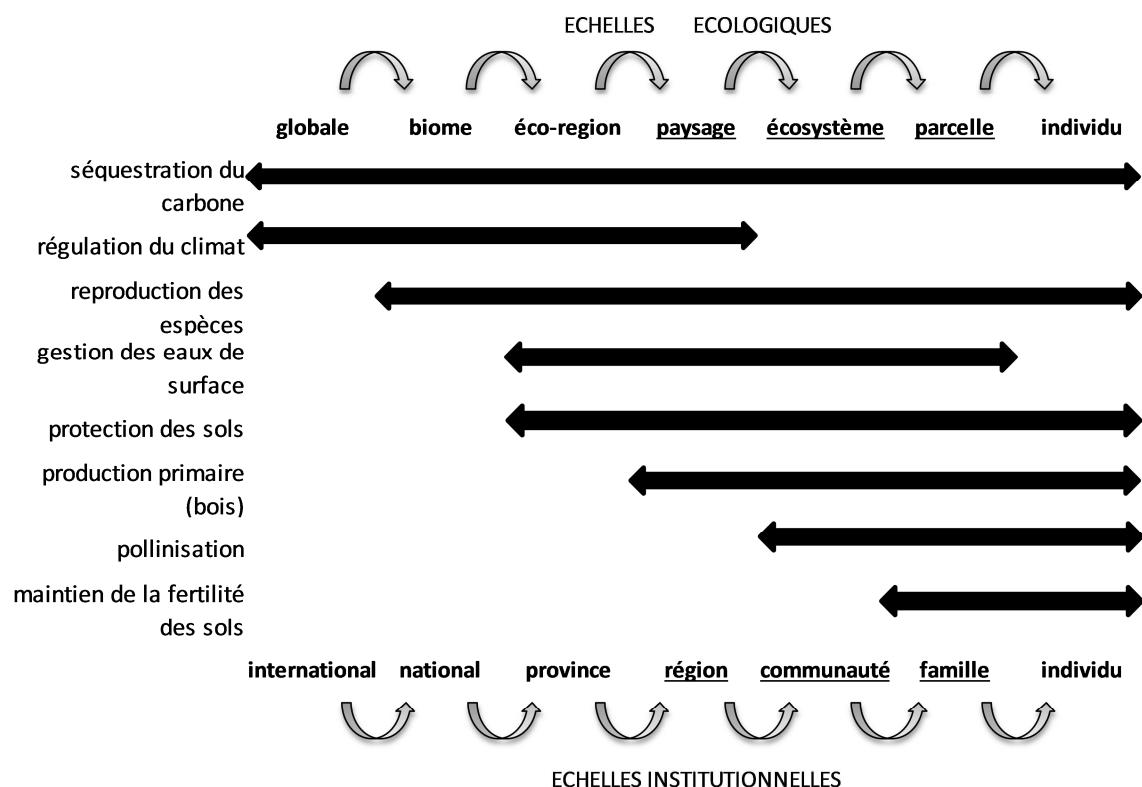 ECHELLES ECOLOGIQUES
globale biome éco-region paysage écosystème parcelle individu
séquestration du
carbone
régulation du climat
reproduction des
espèces
gestion des eaux de
surface
protection des sols
production primaire
(bois)
pollinisation
maintien de la fertilité
des sols
international national province région communauté famille individu
ECHELLES INSTITUTIONNELLES